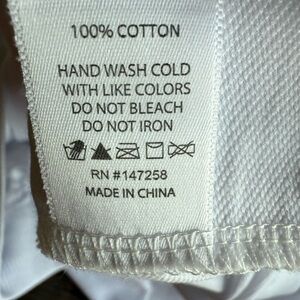 100% COTTON
HAND WASH COLD
WITH LIKE COLORS
DO NOT BLEACH
DO NOT IRON
RN #147258
MADE IN CHINA